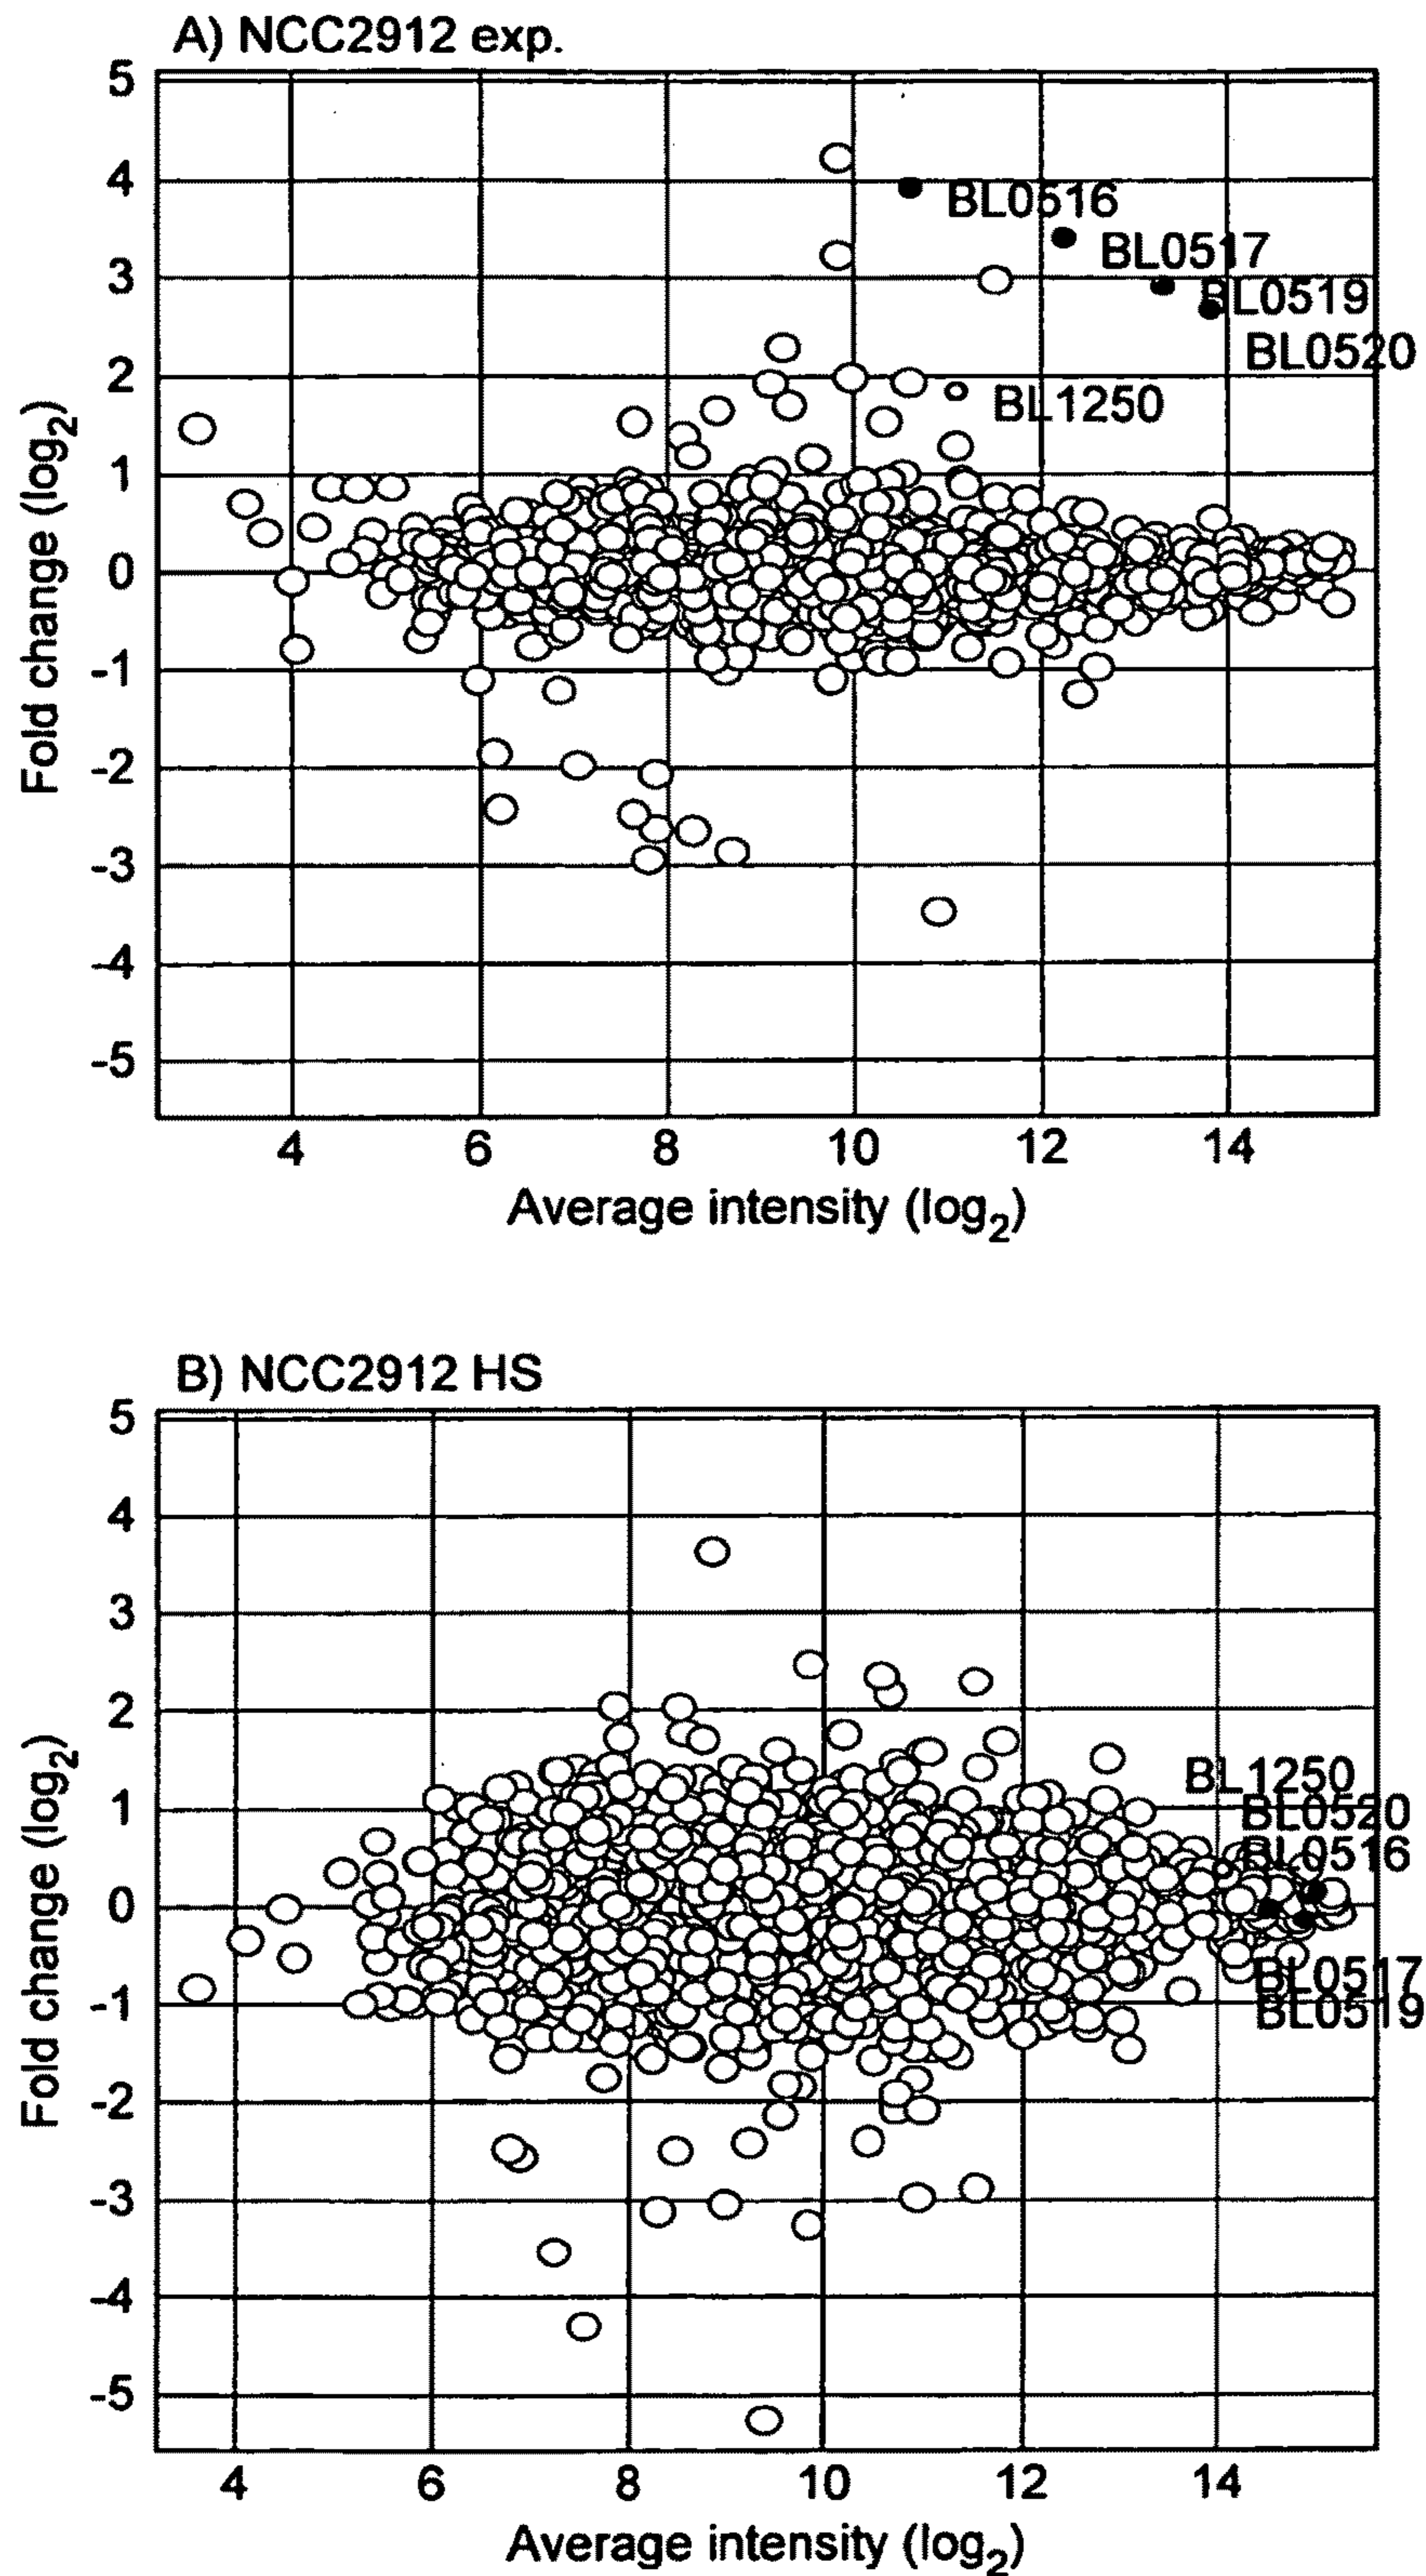 A) NCC2912 exp.
5
4
BL0516
BL0517
3
BL0519
BL0520
2
BL1250
1
0
-1
-2
-3
-4
-5
Fold change (log2)
4 6 8 10 12 14
Average intensity (log2)
B) NCC2912 HS
5
4
3
2
BL1250
1
BL0520
BL0516
0
BL0517
-1
BL0519
-2
-3
-4
-5
Fold change (log2)
4 6 8 10 12 14
Average intensity (log2)